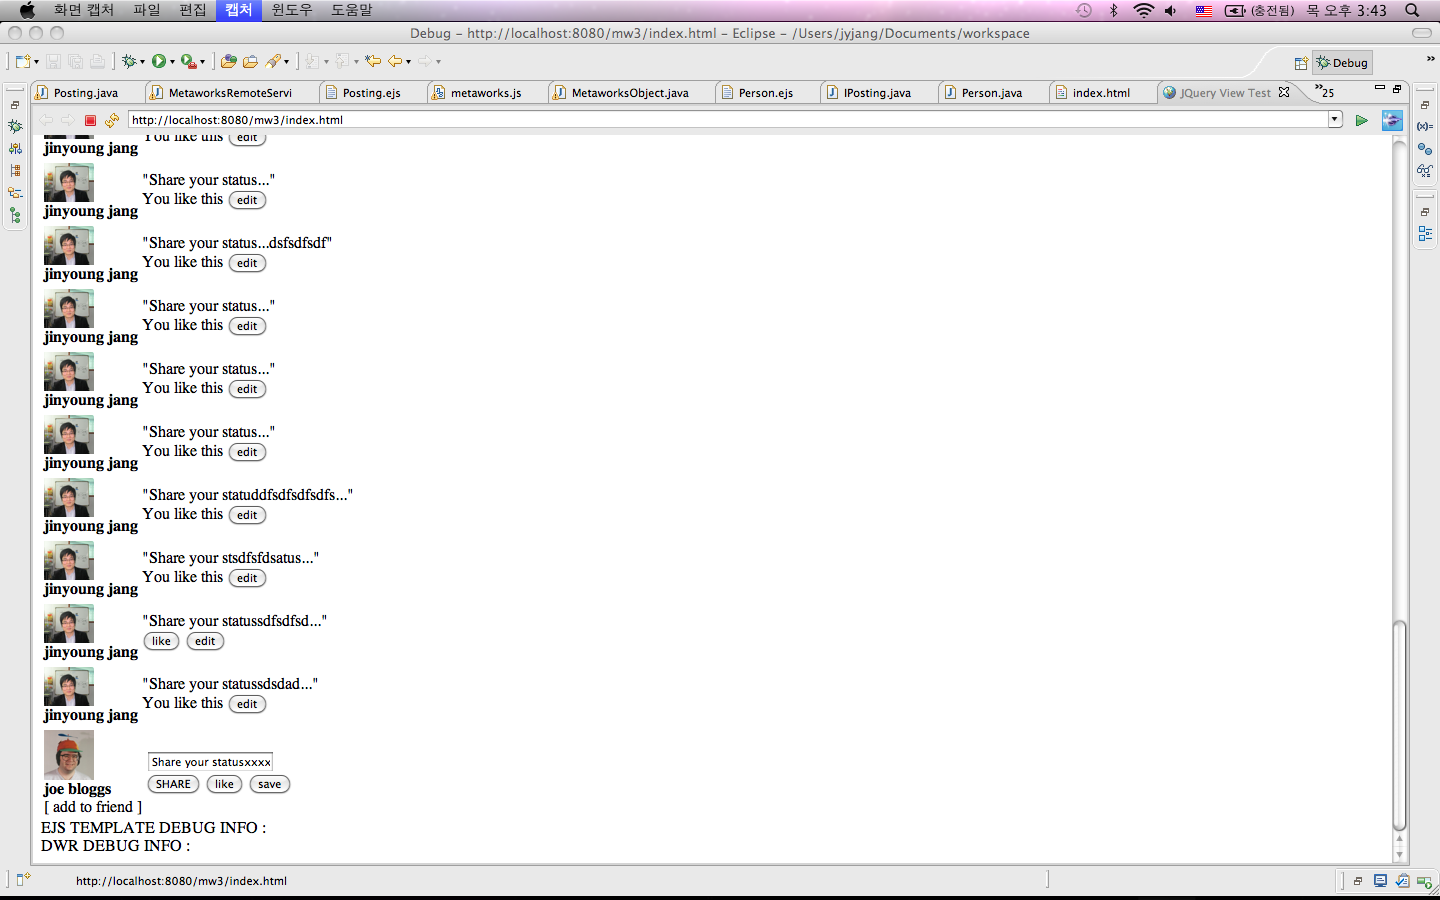 화면 캡처 파일 편집 캡처 윈도우 도움말 (충전됨) 목 오후 3:43
Debug – http://localhost:8080/mw3/index.html – Eclipse – /Users/jyjang/Documents/workspace
Debug
Posting.java MetaworksRemoteServi Posting.ejs metaworks.js MetaworksObject.java Person.ejs IPosting.java Person.java index.html JQuery View Test 25
http://localhost:8080/mw3/index.html
You like this edit
jinyoung jang
"Share your status..."
You like this edit
jinyoung jang
"Share your status...dsfsdfsdf"
You like this edit
jinyoung jang
"Share your status..."
You like this edit
jinyoung jang
"Share your status..."
You like this edit
jinyoung jang
"Share your status..."
You like this edit
jinyoung jang
"Share your statuddfsdfsdfsdfs..."
You like this edit
jinyoung jang
"Share your stsdfsfdsatus..."
You like this edit
jinyoung jang
"Share your statussdfsdfsd..."
like edit
jinyoung jang
"Share your statussdsdad..."
You like this edit
jinyoung jang
Share your statusxxxx
SHARE like save
joe bloggs
[ add to friend ]
EJS TEMPLATE DEBUG INFO :
DWR DEBUG INFO :
http://localhost:8080/mw3/index.html